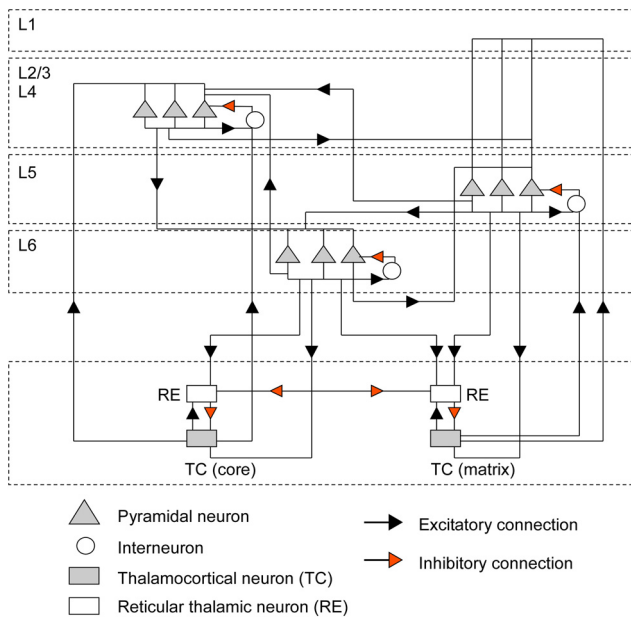 L1
L2/3
L4
L5
L6
RE
RE
TC (core)
TC (matrix)
Pyramidal neuron
Interneuron
Thalamocortical neuron (TC)
Reticular thalamic neuron (RE)
Excitatory connection
Inhibitory connection